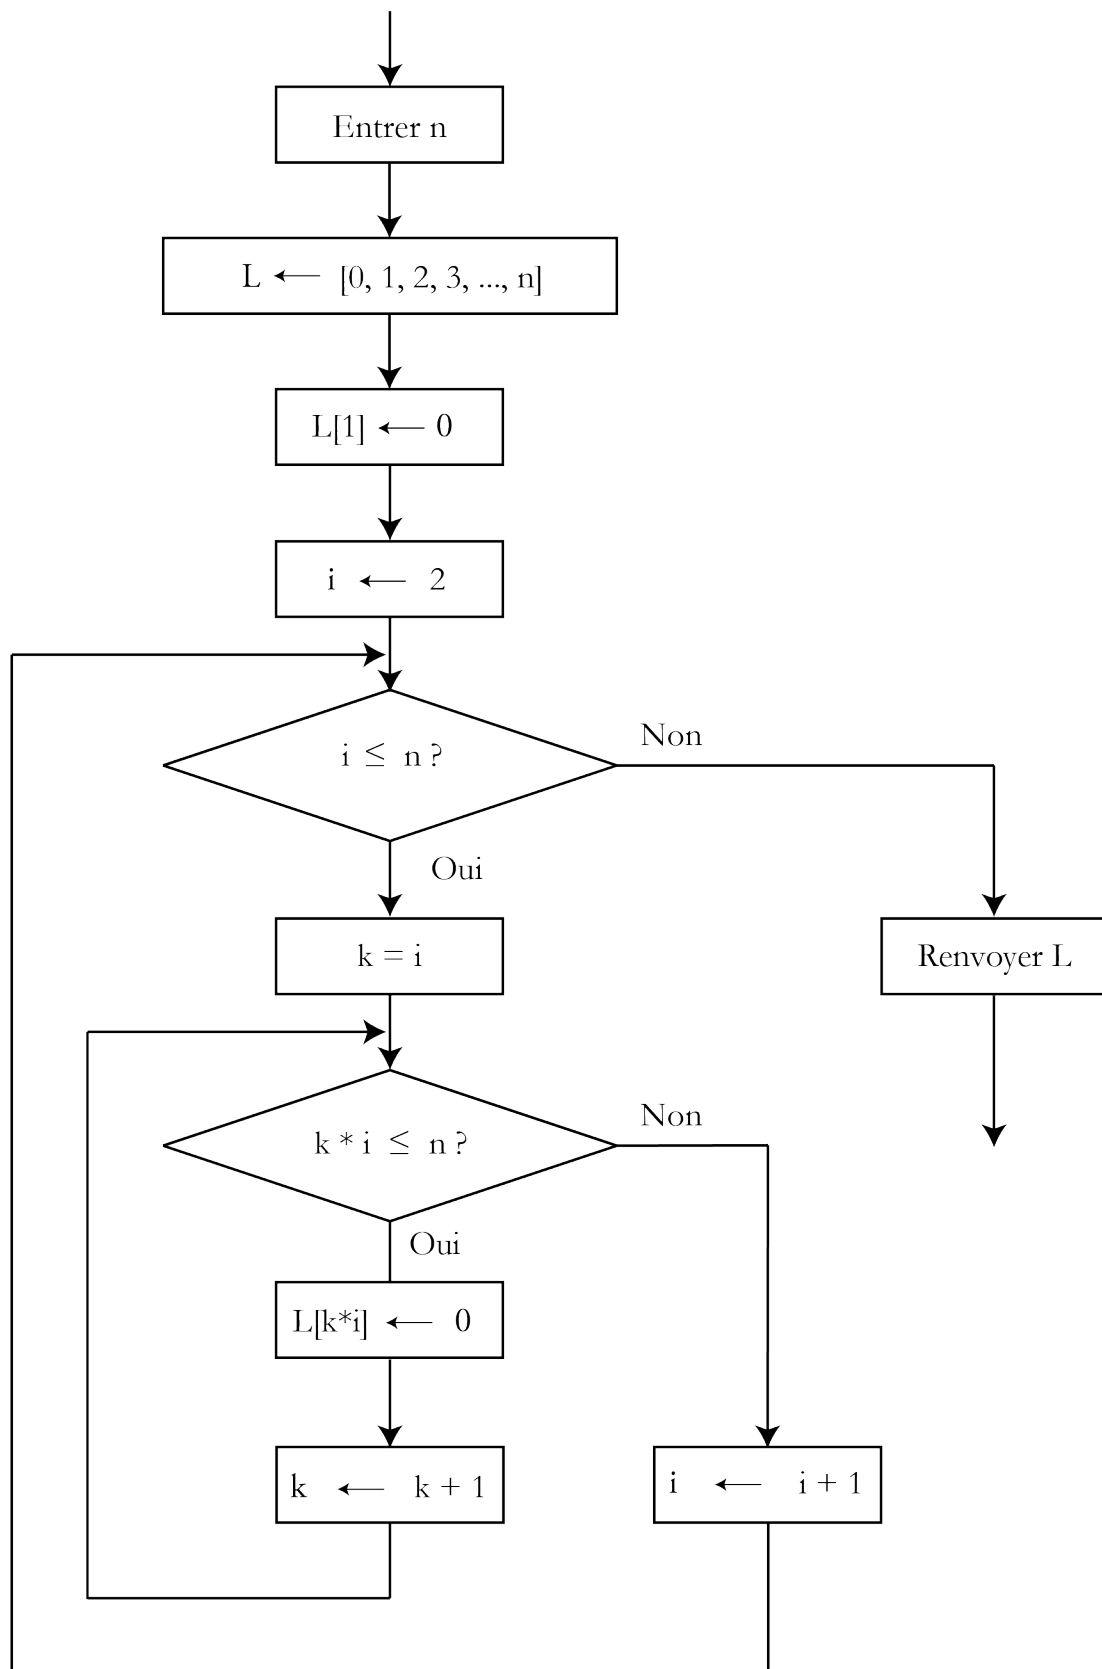 Entrer n
L ← [0, 1, 2, 3, ..., n]
L[1] ← 0
i ← 2
i ≤ n ?
Non
Oui
k = i
Renvoyer L
k * i ≤ n ?
Non
Oui
L[k*i] ← 0
k ← k + 1
i ← i + 1